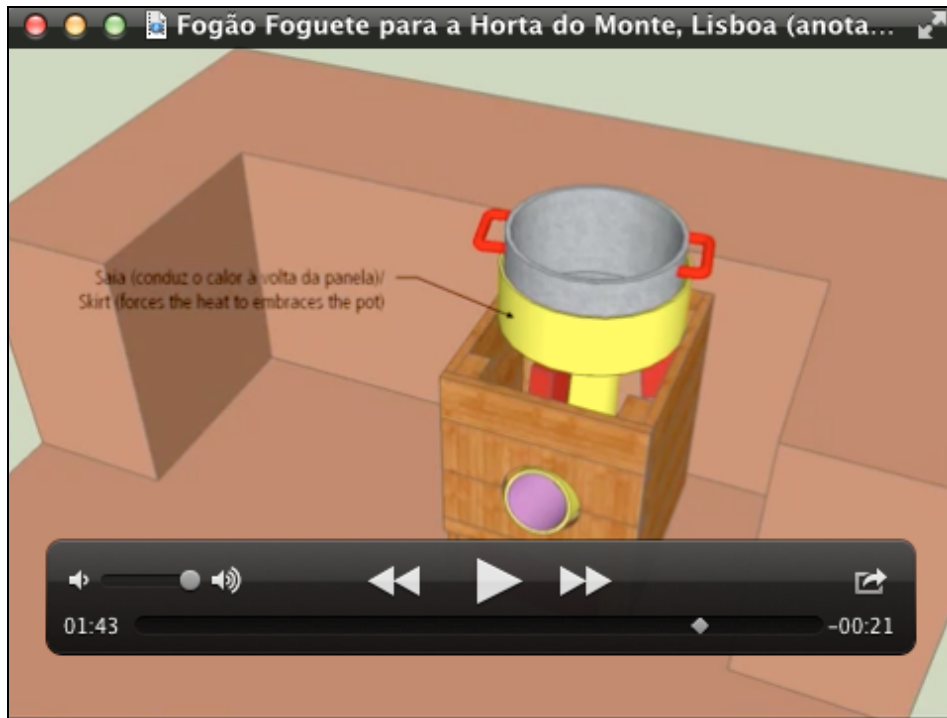 Fogão Foguete para a Horta do Monte, Lisboa (anota...
Saia (conduz o calor à volta da panela)/
Skirt (forces the heat to embraces the pot)
01:43
-00:21